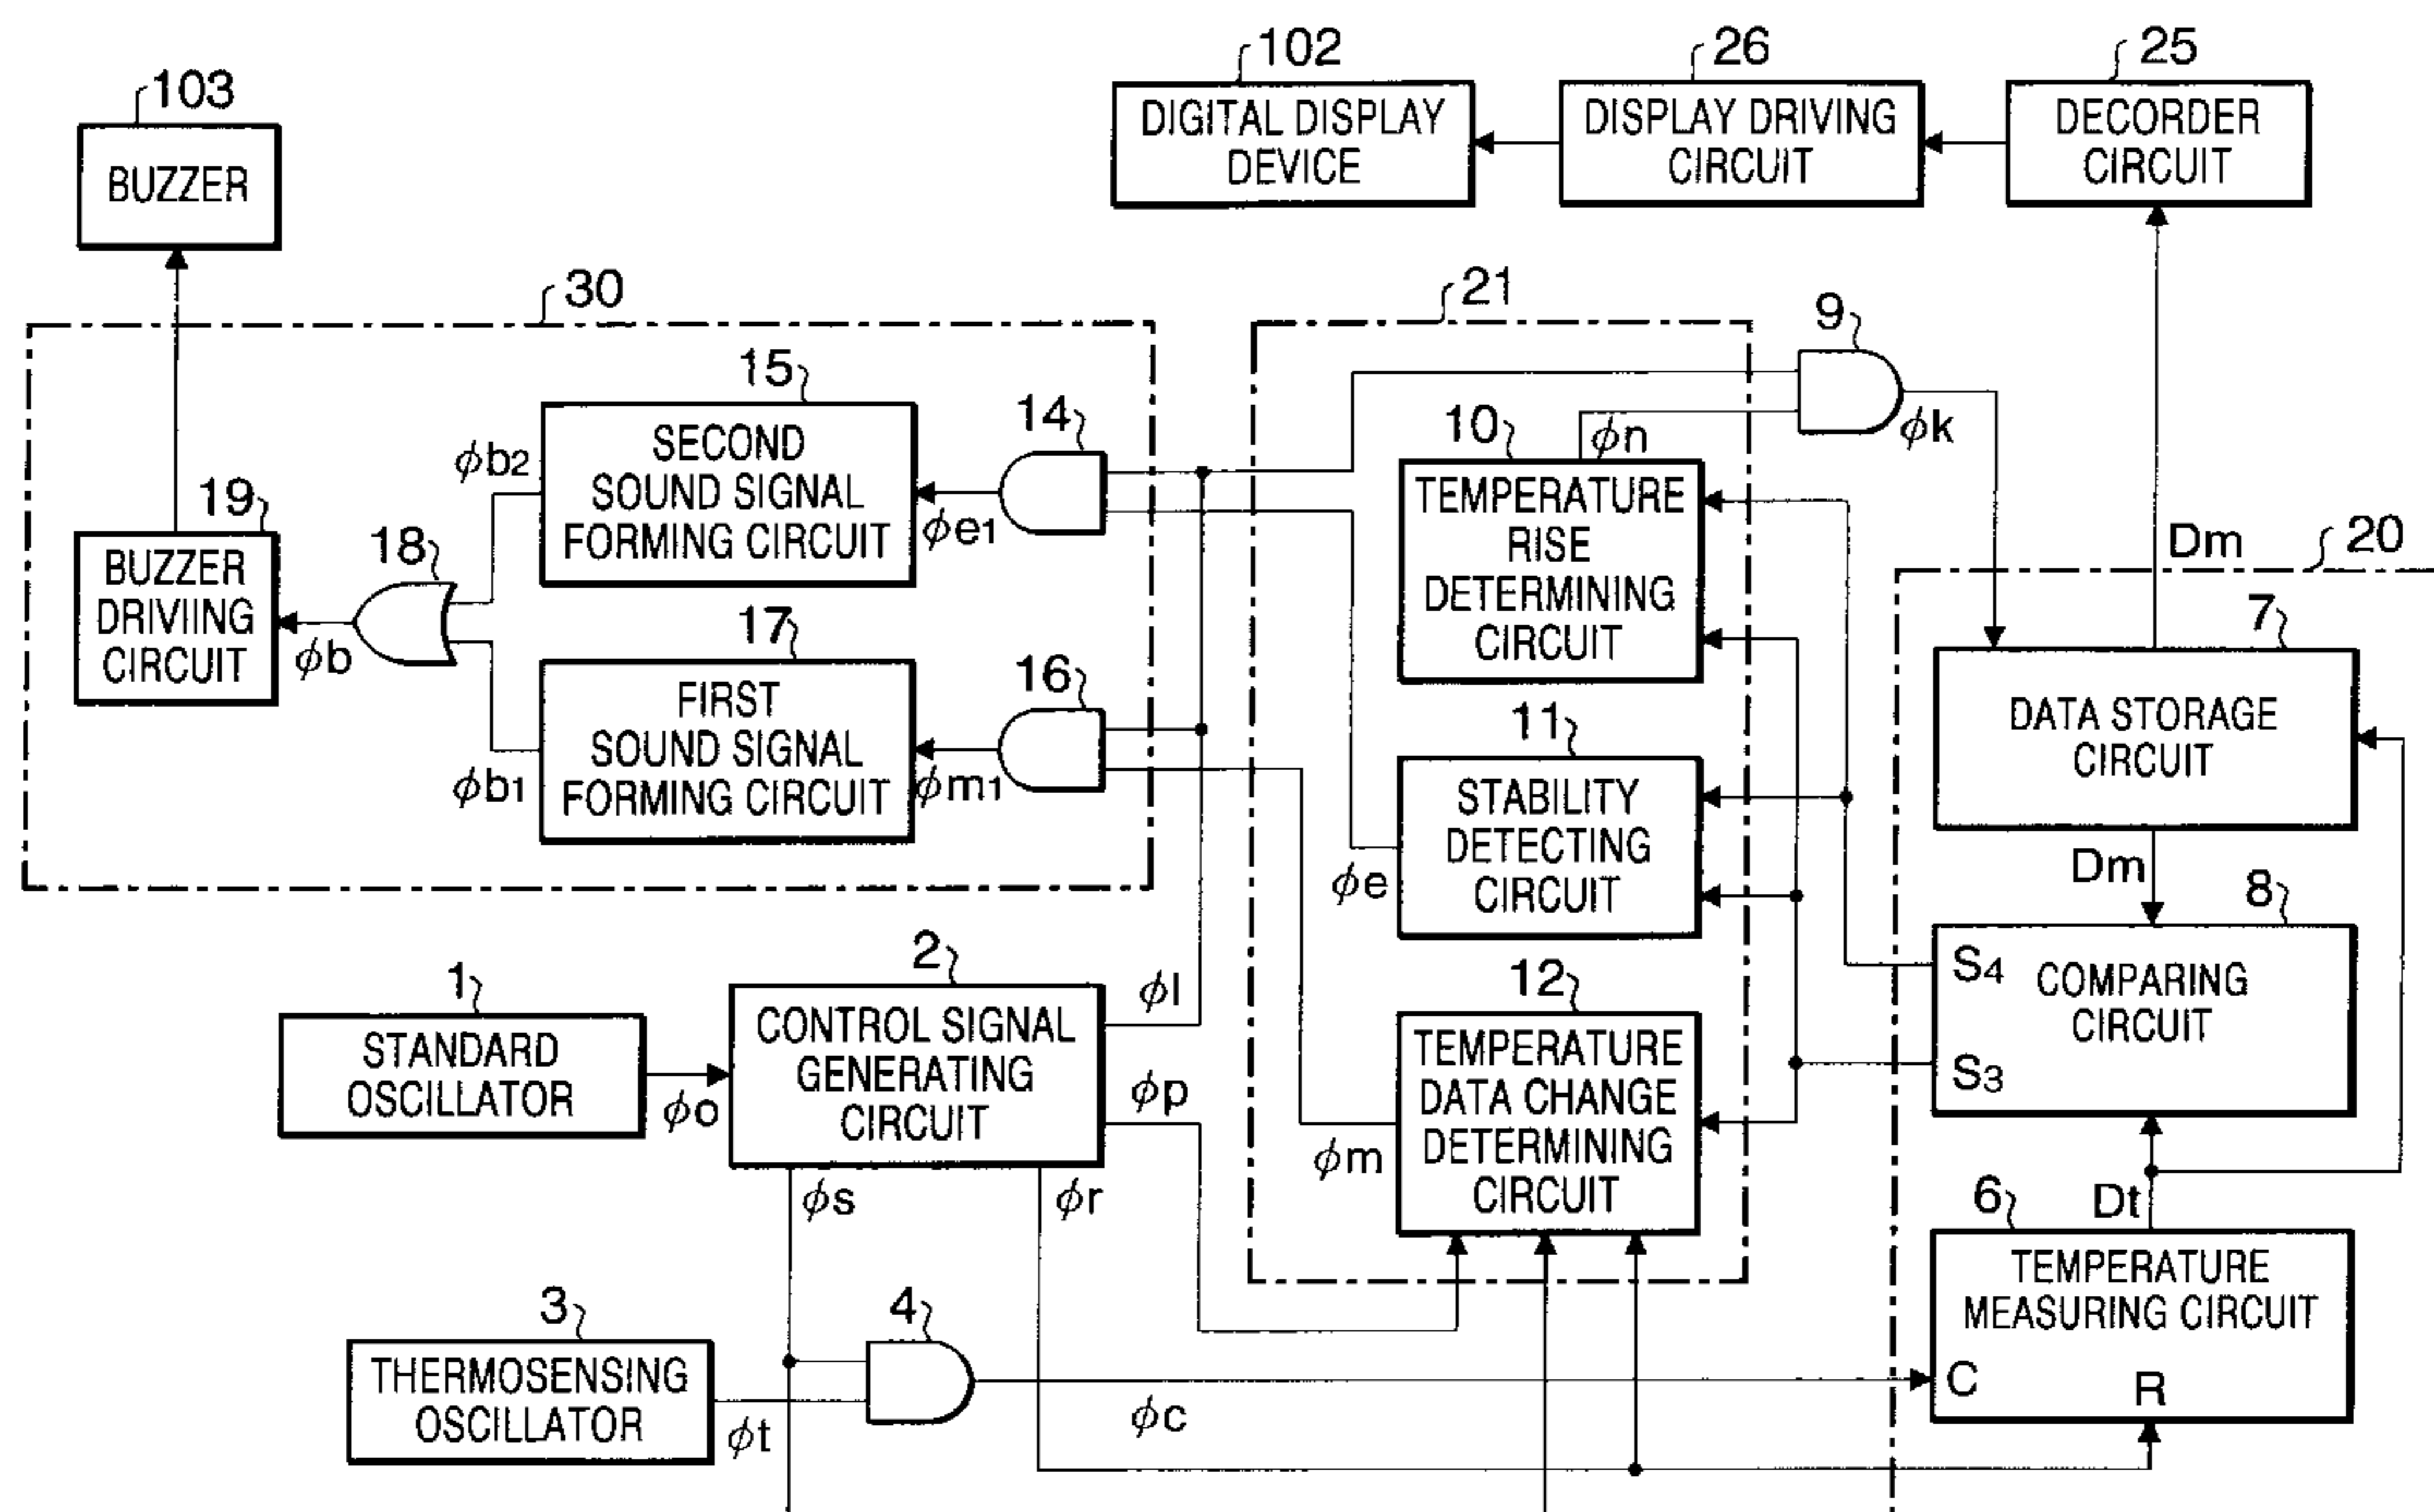 102
26
25
103
DIGITAL DISPLAY
DEVICE
DISPLAY DRIVING
CIRCUIT
DECORDER
CIRCUIT
BUZZER
30
21
9
15
14
10
φn
φk
SECOND
SOUND SIGNAL
FORMING CIRCUIT
φb2
φe1
TEMPERATURE
RISE
DETERMINING
CIRCUIT
Dm
20
19
18
BUZZER
DRIVIING
CIRCUIT
φb
17
16
7
FIRST
SOUND SIGNAL
FORMING CIRCUIT
φb1
φm1
11
DATA STORAGE
CIRCUIT
STABILITY
DETECTING
CIRCUIT
φe
Dm
8
1
2
φl
12
S4
COMPARING
CIRCUIT
S3
STANDARD
OSCILLATOR
φo
CONTROL SIGNAL
GENERATING
CIRCUIT
φp
TEMPERATURE
DATA CHANGE
DETERMINING
CIRCUIT
φm
φs
φr
6
Dt
3
4
TEMPERATURE
MEASURING CIRCUIT
C
R
THERMOSENSING
OSCILLATOR
φt
φc